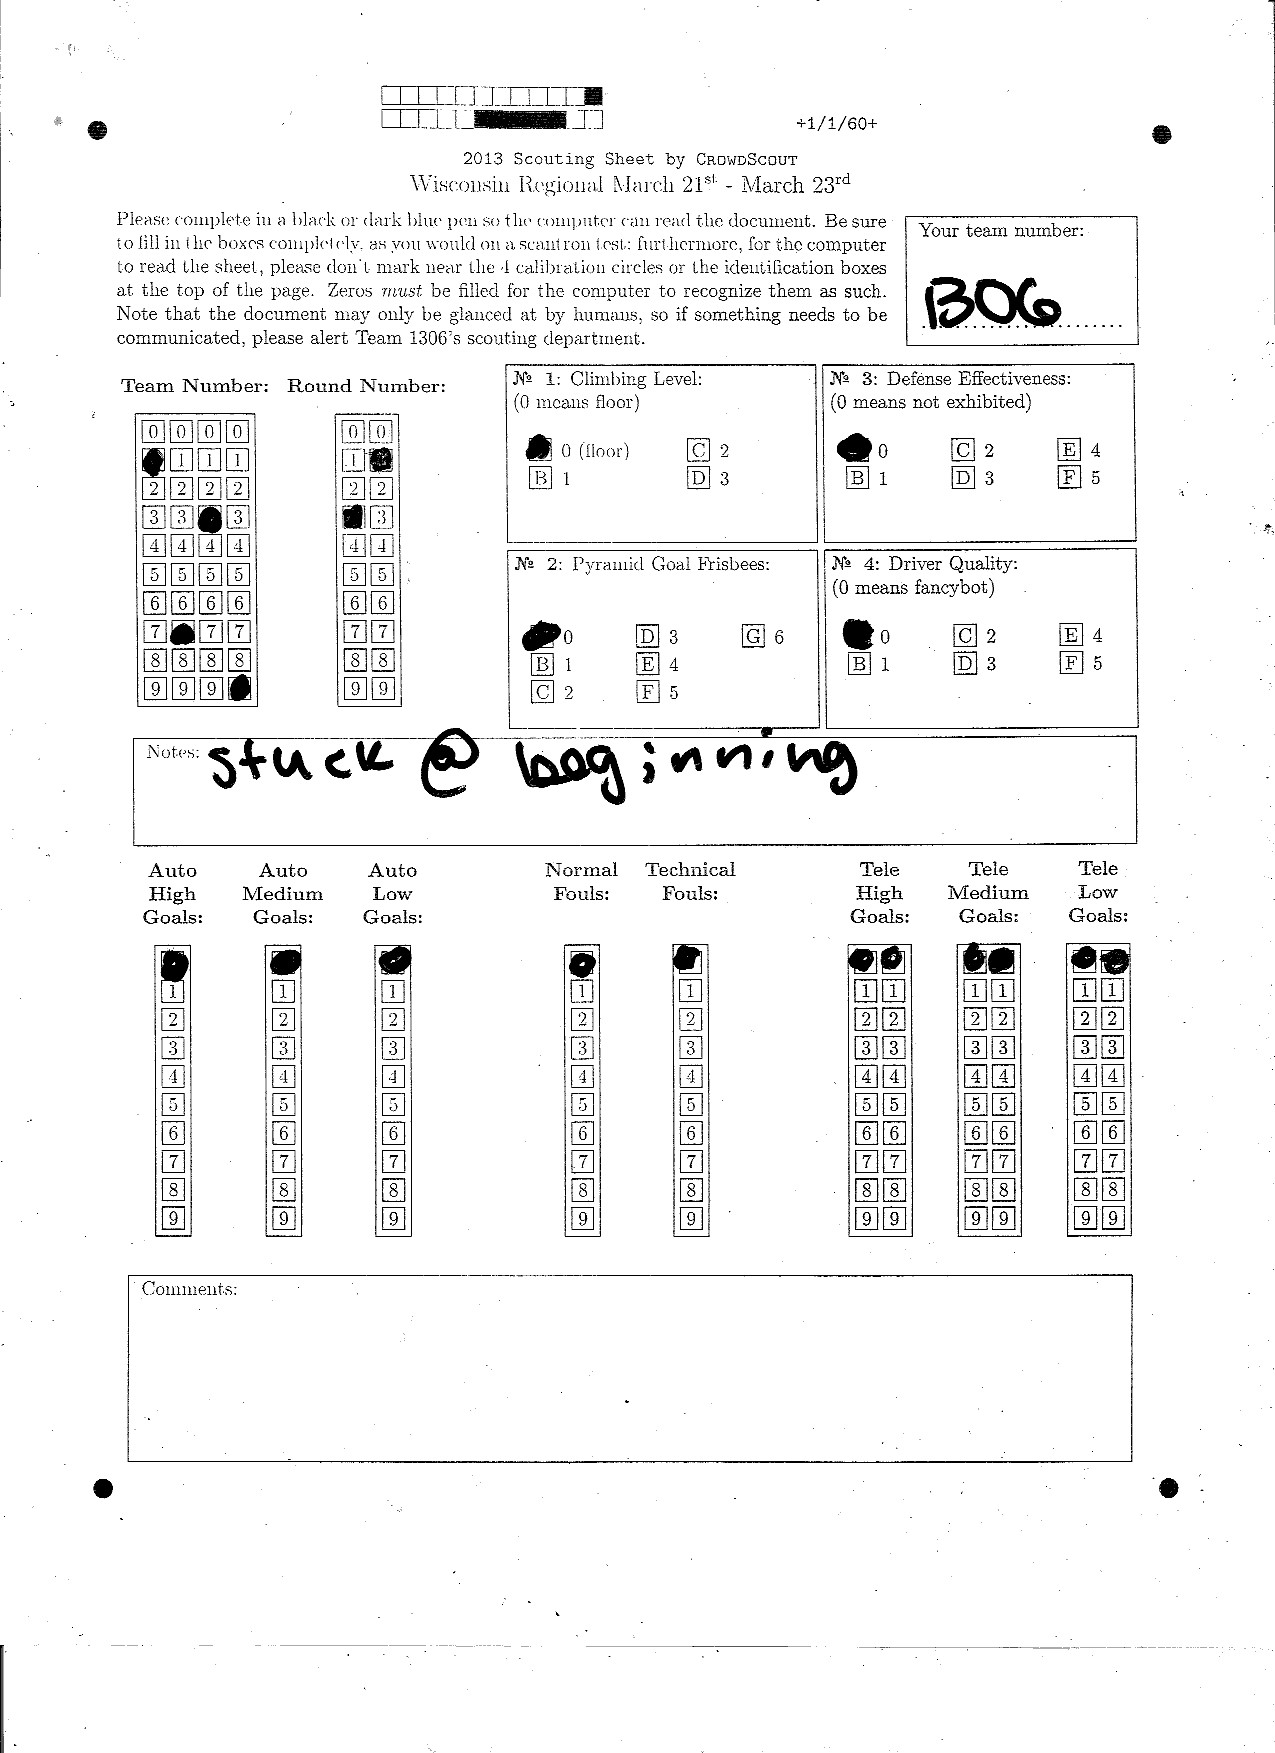 +1/1/60+
2013 Scouting Sheet by CROWDSCOUT
Wisconsin Regional March 21st - March 23rd
Please complete in a black or dark blue pen so the computer can read the document. Be sure
to fill in the boxes completely, as you would on a scantron test; furthermore, for the computer
to read the sheet, please don't mark near the 4 calibration circles or the identification boxes
at the top of the page. Zeros must be filled for the computer to recognize them as such.
Note that the document may only be glanced at by humans, so if something needs to be
communicated, please alert Team 1306's scouting department.
Your team number:
1306
Team Number: Round Number:
0 0 0 0 0 0
1 1 1 1
2 2 2 2 2 2
3 3 3 3
4 4 4 4 4 4
5 5 5 5 5 5
6 6 6 6 6 6
7 7 7 7 7
8 8 8 8 8 8
9 9 9 9 9
№ 1: Climbing Level:
(0 means floor)
0 (floor) C 2
B 1 D 3
№ 3: Defense Effectiveness:
(0 means not exhibited)
0 C 2 E 4
B 1 D 3 F 5
№ 2: Pyramid Goal Frisbees:
0 D 3 G 6
B 1 E 4
C 2 F 5
№ 4: Driver Quality:
(0 means fancybot)
0 C 2 E 4
B 1 D 3 F 5
Notes: stuck @ beginning
Auto Auto Auto Normal Technical Tele Tele Tele
High Medium Low Fouls: Fouls: High Medium Low
Goals: Goals: Goals: Goals: Goals: Goals:
1 1 1 1 1 1 1 1 1 1 1
2 2 2 2 2 2 2 2 2 2 2
3 3 3 3 3 3 3 3 3 3 3
4 4 4 4 4 4 4 4 4 4 4
5 5 5 5 5 5 5 5 5 5 5
6 6 6 6 6 6 6 6 6 6 6
7 7 7 7 7 7 7 7 7 7 7
8 8 8 8 8 8 8 8 8 8 8
9 9 9 9 9 9 9 9 9 9 9
Comments: